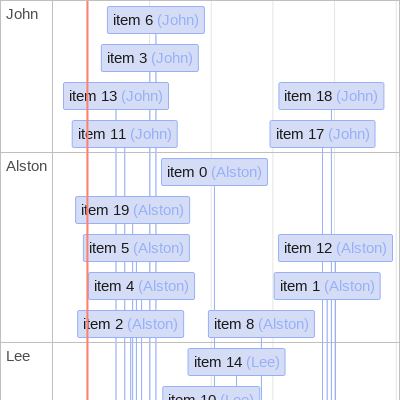 John
item 6 (John)
item 3 (John)
item 13 (John)
item 18 (John)
item 11 (John)
item 17 (John)
Alston
item 0 (Alston)
item 19 (Alston)
item 5 (Alston)
item 12 (Alston)
item 4 (Alston)
item 1 (Alston)
item 2 (Alston)
item 8 (Alston)
Lee
item 14 (Lee)
item 10 (Lee)